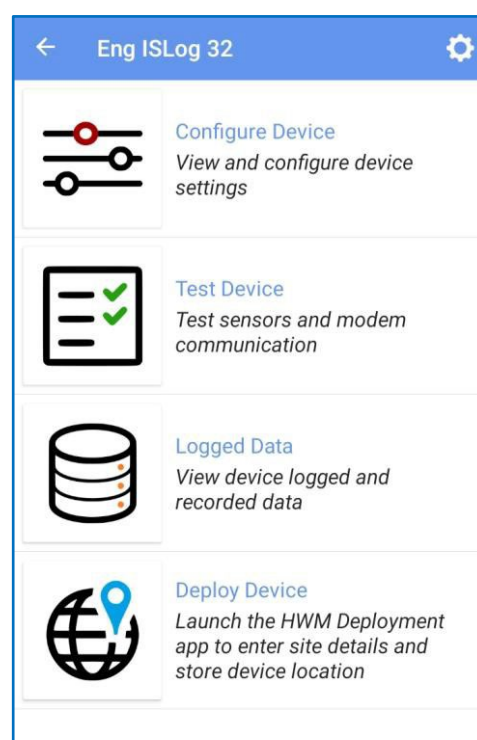 Eng ISLog 32
Configure Device
View and configure device
settings
Test Device
Test sensors and modem
communication
Logged Data
View device logged and
recorded data
Deploy Device
Launch the HWM Deployment
app to enter site details and
store device location